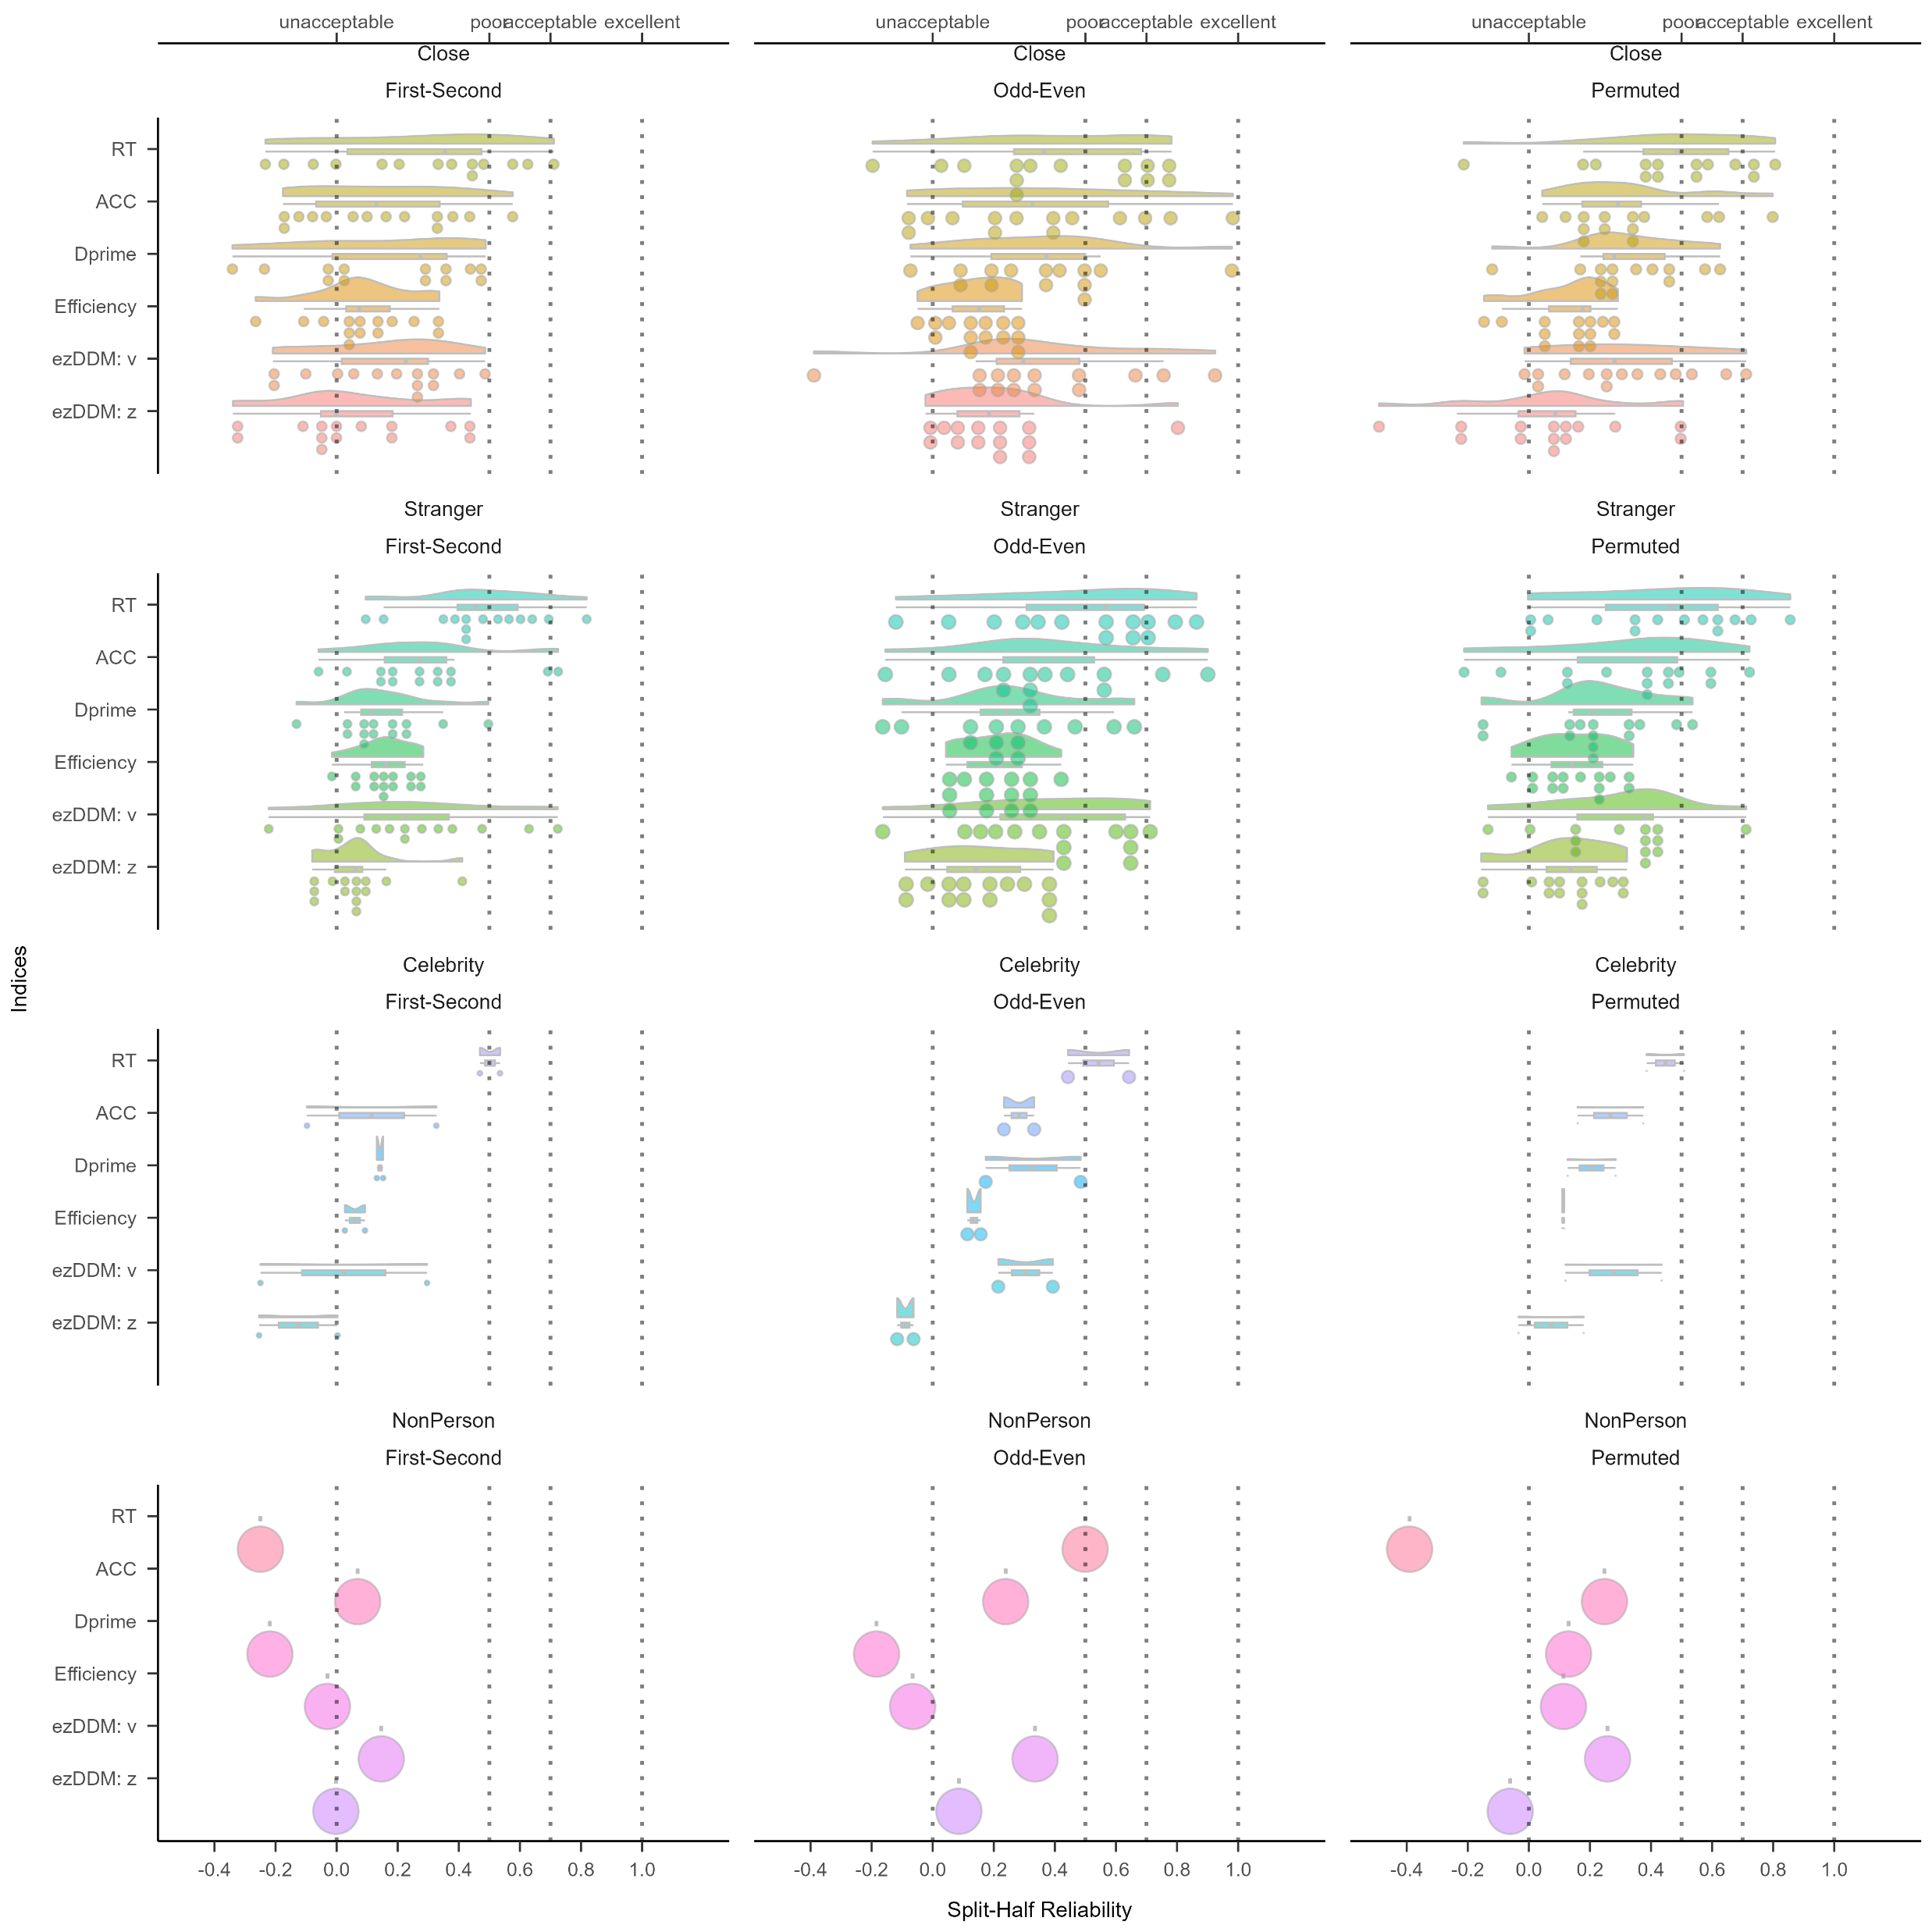 unacceptable poor acceptable excellent unacceptable poor acceptable excellent unacceptable poor acceptable excellent
Close Close Close
First-Second Odd-Even Permuted
RT
ACC
Dprime
Efficiency
ezDDM: v
ezDDM: z
Stranger Stranger Stranger
First-Second Odd-Even Permuted
RT
ACC
Dprime
Efficiency
ezDDM: v
ezDDM: z
Indices
Celebrity Celebrity Celebrity
First-Second Odd-Even Permuted
RT
ACC
Dprime
Efficiency
ezDDM: v
ezDDM: z
NonPerson NonPerson NonPerson
First-Second Odd-Even Permuted
RT
ACC
Dprime
Efficiency
ezDDM: v
ezDDM: z
-0.4 -0.2 0.0 0.2 0.4 0.6 0.8 1.0 -0.4 -0.2 0.0 0.2 0.4 0.6 0.8 1.0 -0.4 -0.2 0.0 0.2 0.4 0.6 0.8 1.0
Split-Half Reliability